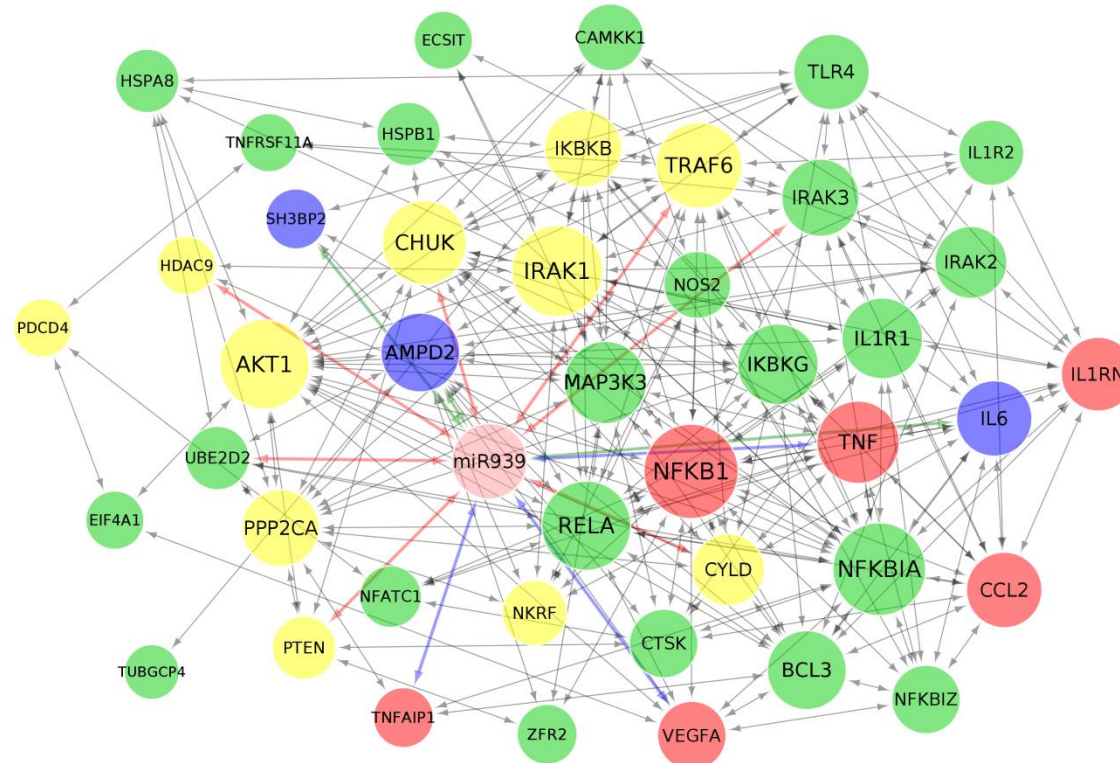 ECSIT
CAMKK1
HSPA8
TLR4
TNFRSF11A
HSPB1
IKBKB
TRAF6
IL1R2
SH3BP2
CHUK
IRAK3
HDAC9
IRAK1
NOS2
IRAK2
PDCD4
AKT1
AMPD2
MAP3K3
IKBKG
IL1R1
IL1RN
UBE2D2
miR939
NFKB1
TNF
IL6
EIF4A1
PPP2CA
RELA
CYLD
NFKBIA
NFATC1
NKRF
CCL2
TUBGCP4
PTEN
CTSK
BCL3
NFKBIZ
TNFAIP1
ZFR2
VEGFA